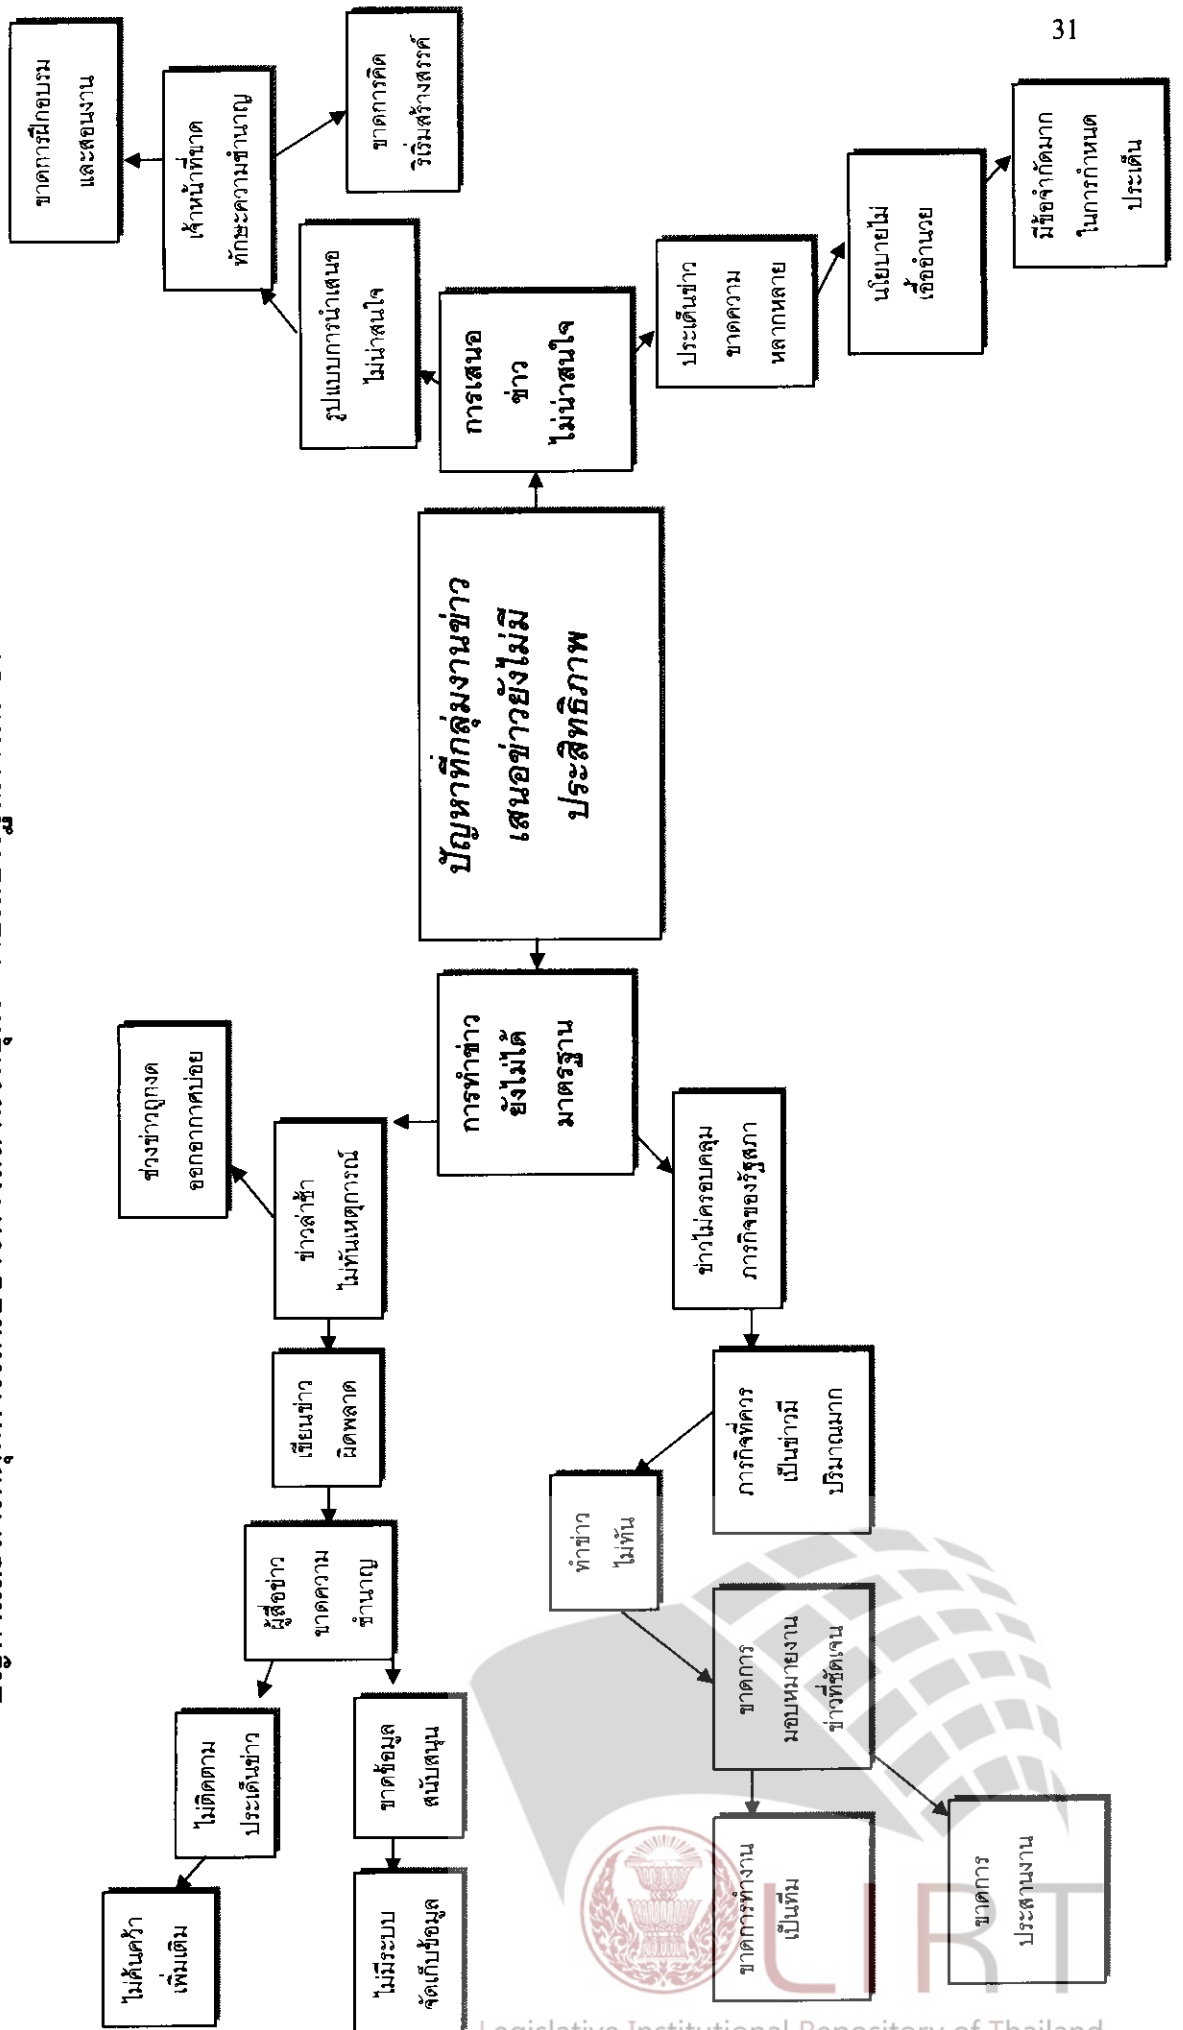 31
ขาดการฝึกอบรม
และสอนงาน
เจ้าหน้าที่ขาด
ทักษะความชำนาญ
ขาดการคิด
ริเริ่มสร้างสรรค์
รูปแบบการนำเสนอ
ไม่น่าสนใจ
การเสนอ
ข่าว
ไม่น่าสนใจ
ประเด็นข่าว
ขาดความ
หลากหลาย
นโยบายไม่
เอื้ออำนวย
มีข้อจำกัดมาก
ในการกำหนด
ประเด็น
ปัญหาที่กลุ่มงานข่าว
เสนอข่าวยังไม่มี
ประสิทธิภาพ
การทำข่าว
ยังไม่ได้
มาตรฐาน
ช่วงข่าวถูกงด
ออกอากาศบ่อย
ข่าวล่าช้า
ไม่ทันเหตุการณ์
เขียนข่าว
ผิดพลาด
ผู้สื่อข่าว
ขาดความ
ชำนาญ
ไม่ติดตาม
ประเด็นข่าว
ไม่ค้นคว้า
เพิ่มเติม
ขาดข้อมูล
สนับสนุน
ไม่มีระบบ
จัดเก็บข้อมูล
ข่าวไม่ครอบคลุม
ภารกิจของรัฐสภา
ภารกิจที่ควร
เป็นข่าวมี
ปริมาณมาก
ทำข่าว
ไม่ทัน
ขาดการ
มอบหมายงาน
ข่าวที่ชัดเจน
ขาดการทำงาน
เป็นทีม
ขาดการ
ประสานงาน
LIRT
Legislative Institutional Repository of Thailand